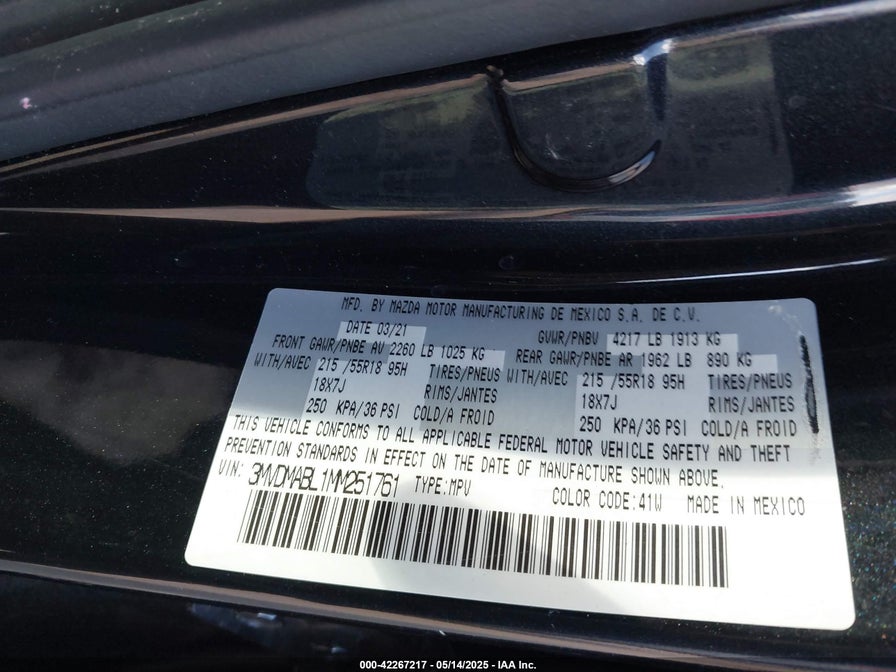 MFD. BY MAZDA MOTOR MANUFACTURING DE MEXICO S.A. DE C.V.
DATE 03/21 GVWR/PNBV 4217 LB 1913 KG
FRONT GAWR/PNBE AV 2260 LB 1025 KG REAR GAWR/PNBE AR 1962 LB 890 KG
WITH/AVEC 215 /55R18 95H TIRES/PNEUS WITH/AVEC 215 /55R18 95H TIRES/PNEUS
18X7J RIMS/JANTES 18X7J RIMS/JANTES
250 KPA/36 PSI COLD/A FROID 250 KPA/36 PSI COLD/A FROID
THIS VEHICLE CONFORMS TO ALL APPLICABLE FEDERAL MOTOR VEHICLE SAFETY AND THEFT
PREVENTION STANDARDS IN EFFECT ON THE DATE OF MANUFACTURE SHOWN ABOVE.
VIN: 3MVDMABL1MM251761 TYPE:MPV COLOR CODE:41W MADE IN MEXICO
000-42267217 - 05/14/2025 - IAA Inc.